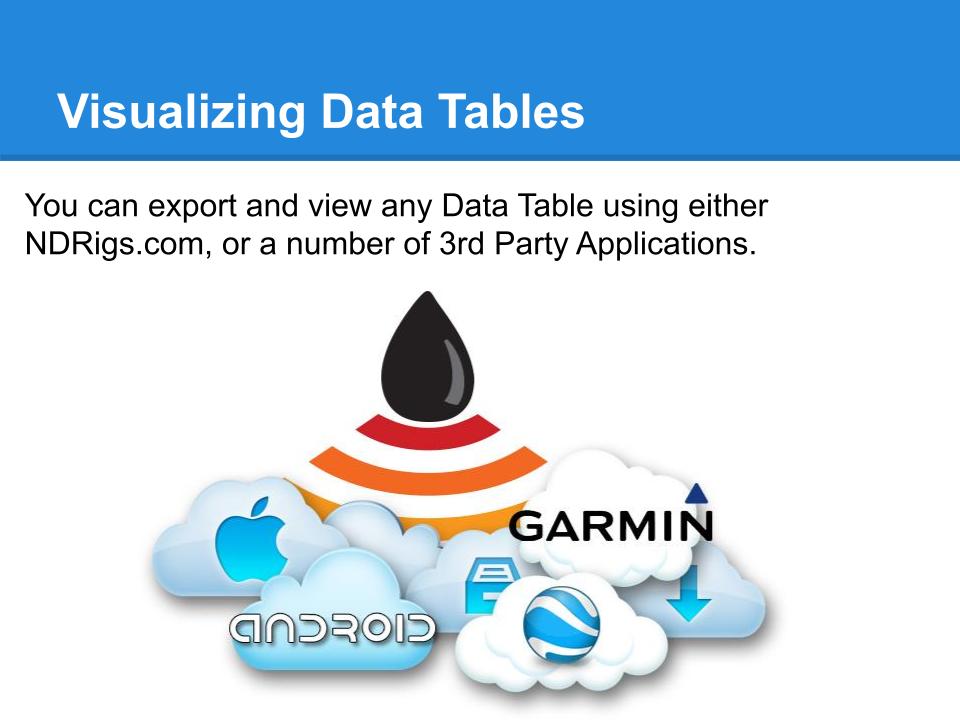 Visualizing Data Tables
You can export and view any Data Table using either
NDRigs.com, or a number of 3rd Party Applications.
GARMIN
ANDROID